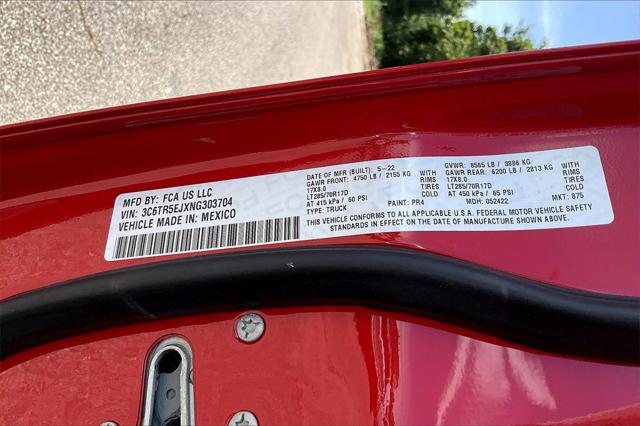 MFD BY: FCA US LLC
VIN: 3C6TR5EJXNG303704
VEHICLE MADE IN: MEXICO
DATE OF MFR (BUILT): 5-22
GVWR: 8565 LB / 3886 KG
GAWR FRONT: 4750 LB / 2155 KG WITH
GAWR REAR: 6200 LB / 2813 KG WITH
17X8.0 RIMS
17X8.0 RIMS
LT285/70R17D TIRES
LT285/70R17D TIRES
AT 415 kPa / 60 PSI COLD
AT 450 kPa / 65 PSI COLD
TYPE: TRUCK PAINT: PR4 MDH: 052422 MKT: 875
THIS VEHICLE CONFORMS TO ALL APPLICABLE U.S.A. FEDERAL MOTOR VEHICLE SAFETY
STANDARDS IN EFFECT ON THE DATE OF MANUFACTURE SHOWN ABOVE.